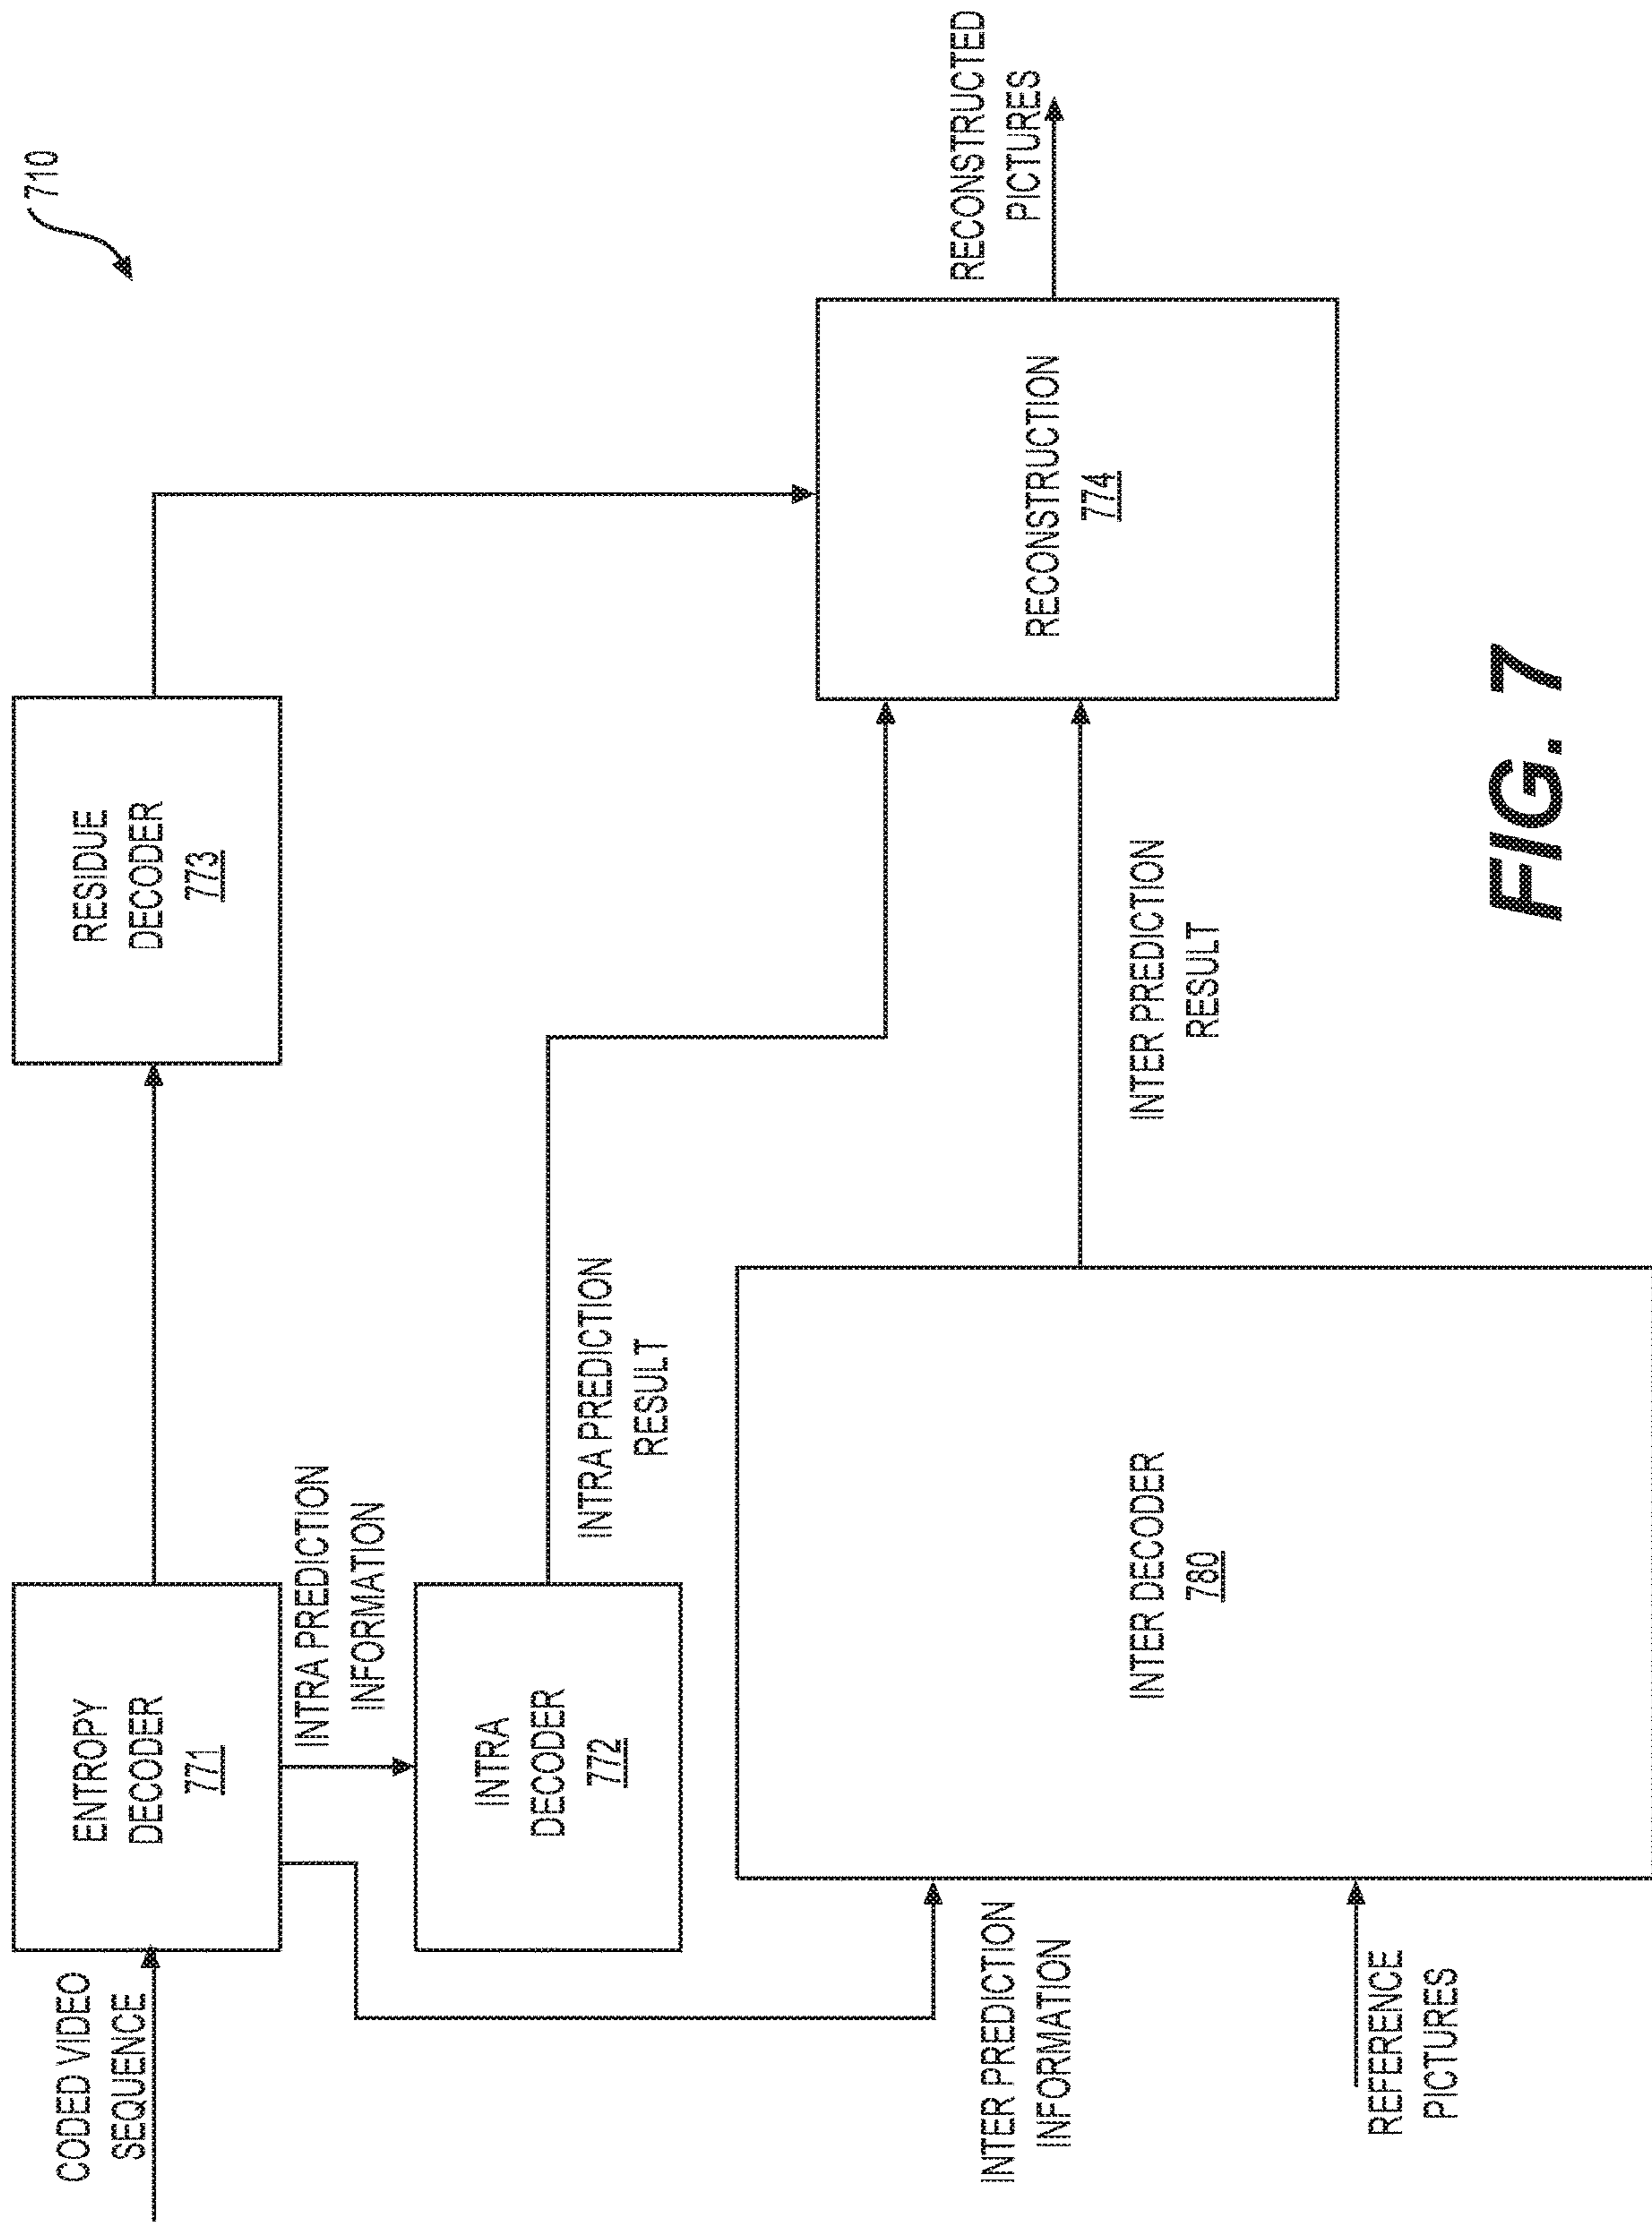 710
CODED VIDEO
SEQUENCE
ENTROPY
DECODER
771
RESIDUE
DECODER
773
INTRA PREDICTION
INFORMATION
INTRA
DECODER
772
INTRA PREDICTION
RESULT
RECONSTRUCTED
PICTURES
RECONSTRUCTION
774
INTER PREDICTION
INFORMATION
INTER DECODER
780
INTER PREDICTION
RESULT
REFERENCE
PICTURES
FIG. 7